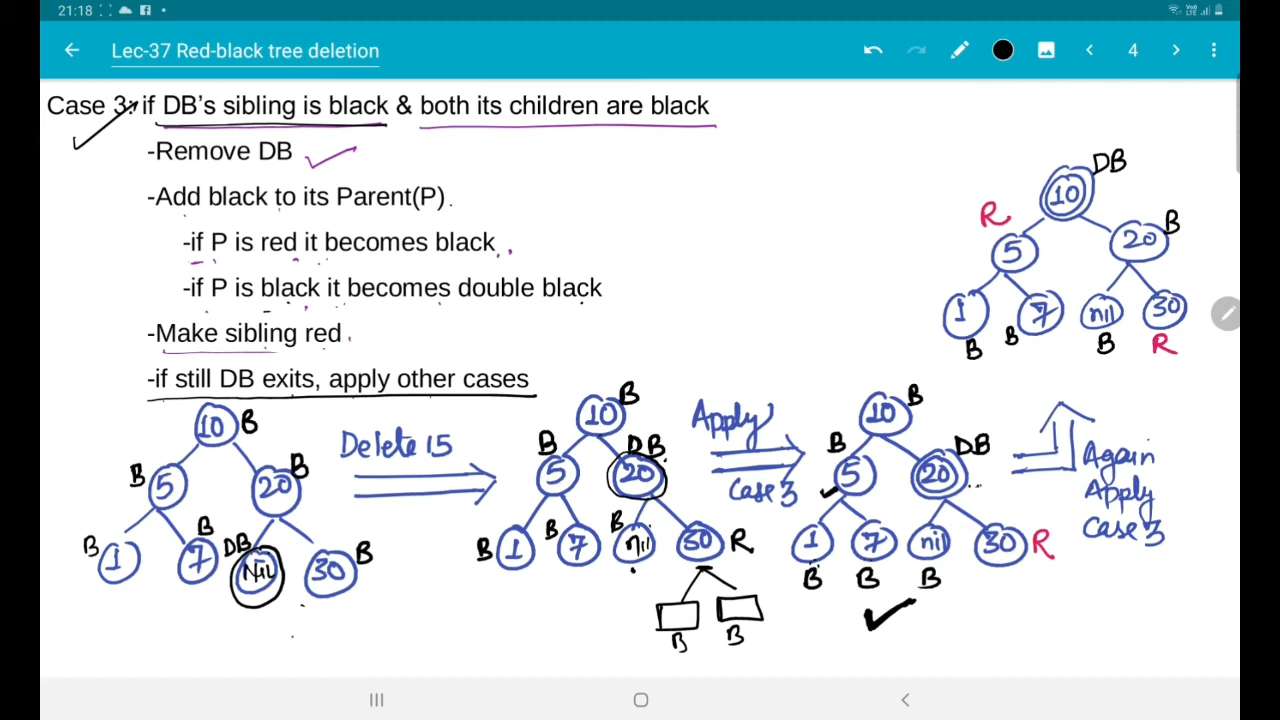 21:18
Lec-37 Red-black tree deletion
4
Case 3: if DB's sibling is black & both its children are black
-Remove DB
-Add black to its Parent(P).
-if P is red it becomes black
-if P is black it becomes double black
-Make sibling red
-if still DB exits, apply other cases
DB
10
R
B
5
20
1
7
nil
30
B
B
B
R
10 B
B 5
20 B
B 1
B 7
DB Nil
30 B
Delete 15
10 B
B 5
DB 20
B 1
B 7
B nil
30 R
B
B
Apply
Case 3
10 B
B 5
DB 20
1
7
nil
30 R
B
B
B
Again
Apply
Case 3